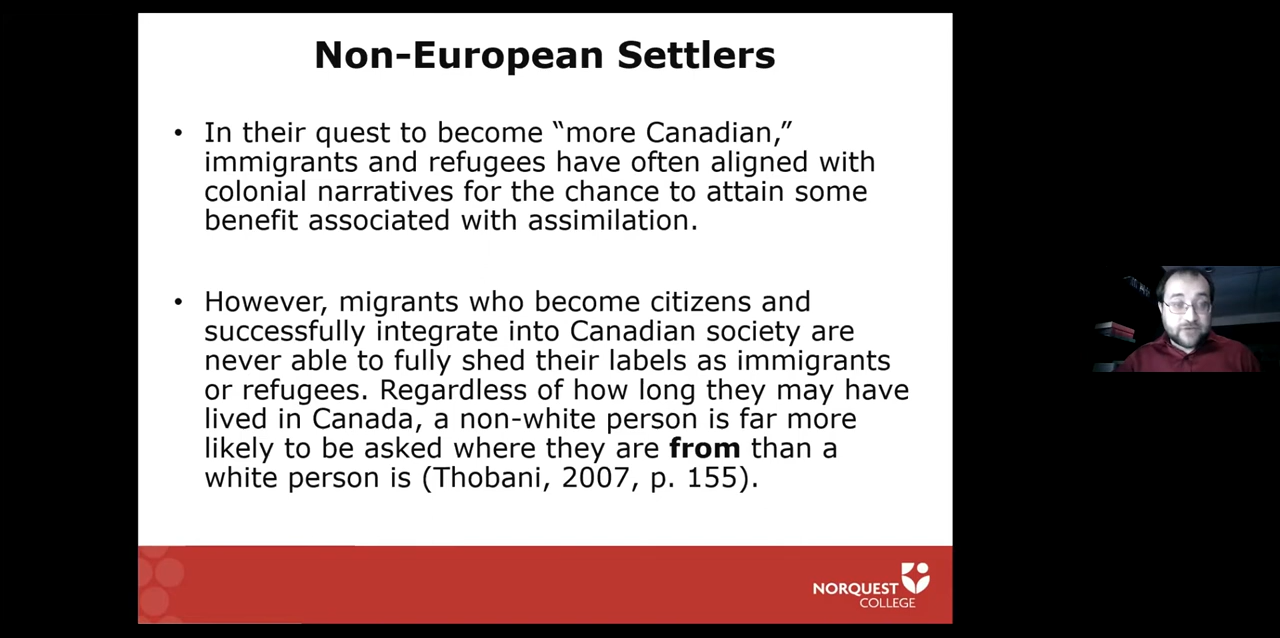 Non-European Settlers
• In their quest to become “more Canadian,”
immigrants and refugees have often aligned with
colonial narratives for the chance to attain some
benefit associated with assimilation.
• However, migrants who become citizens and
successfully integrate into Canadian society are
never able to fully shed their labels as immigrants
or refugees. Regardless of how long they may have
lived in Canada, a non-white person is far more
likely to be asked where they are from than a
white person is (Thobani, 2007, p. 155).
NORQUEST
COLLEGE